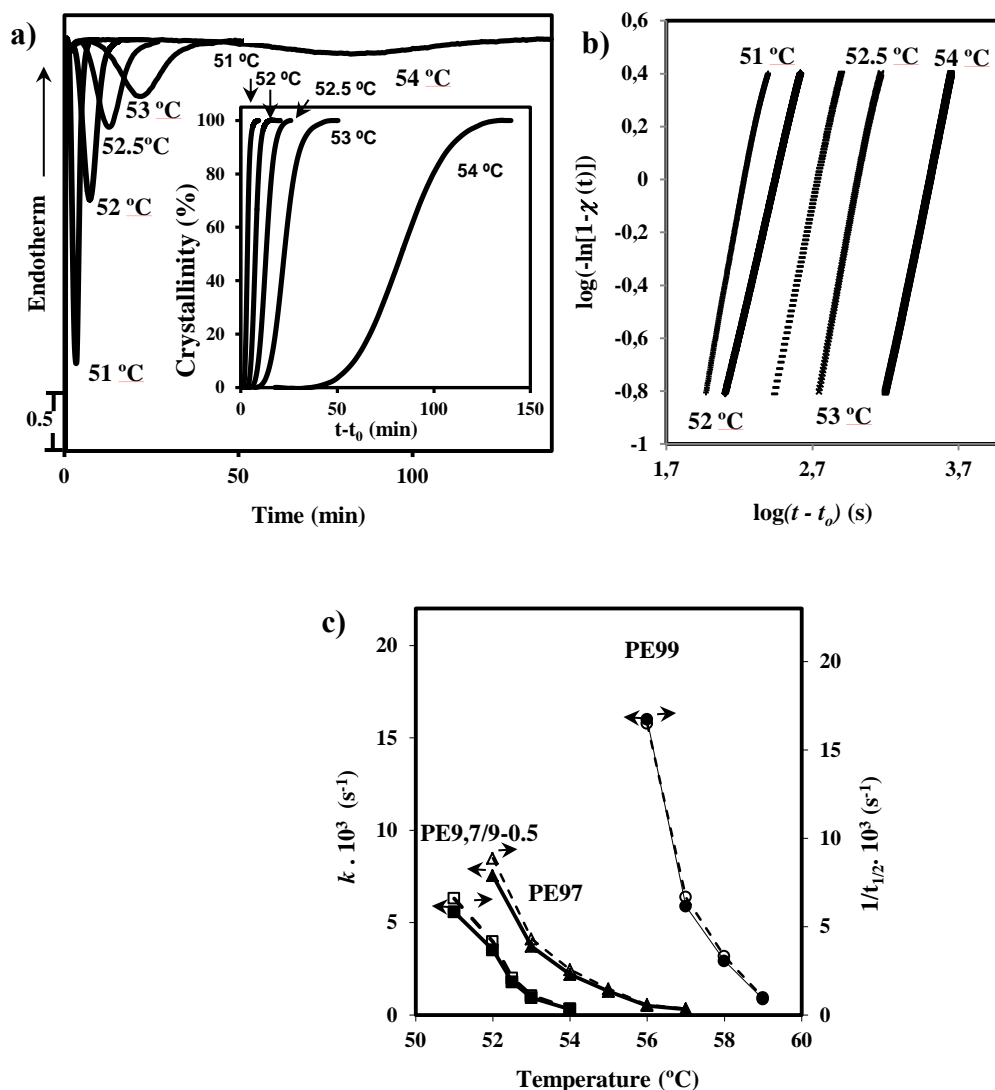 a)
Endotherm
0.5
51 ºC
52 ºC
52.5ºC
53 ºC
54 ºC
0
50
100
Time (min)
51 ºC
52 ºC
52.5 ºC
53 ºC
54 ºC
Crystallinity (%)
100
80
60
40
20
0
0
50
100
150
t-t0 (min)
b)
log(-ln[1-χ (t)])
0,6
0,4
0,2
0
-0,2
-0,4
-0,6
-0,8
-1
51 ºC
52.5 ºC
54 ºC
52 ºC
53 ºC
1,7
2,7
3,7
log(t - to) (s)
c)
k . 10³ (s⁻¹)
20
15
10
5
0
PE99
PE9,7/9-0.5
PE97
20
15
10
5
0
1/t1/2. 10³ (s⁻¹)
50
52
54
56
58
60
Temperature (ºC)